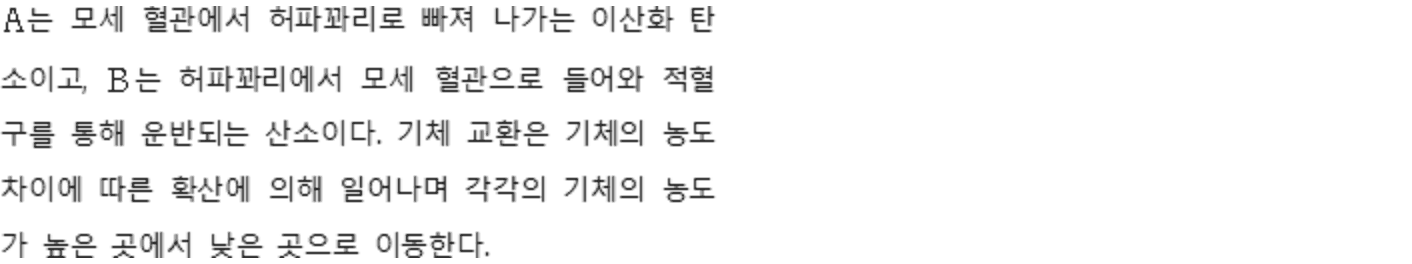 A는 모세 혈관에서 허파꽈리로 빠져 나가는 이산화 탄
소이고, B는 허파꽈리에서 모세 혈관으로 들어와 적혈
구를 통해 운반되는 산소이다. 기체 교환은 기체의 농도
차이에 따른 확산에 의해 일어나며 각각의 기체의 농도
가 높은 곳에서 낮은 곳으로 이동한다.